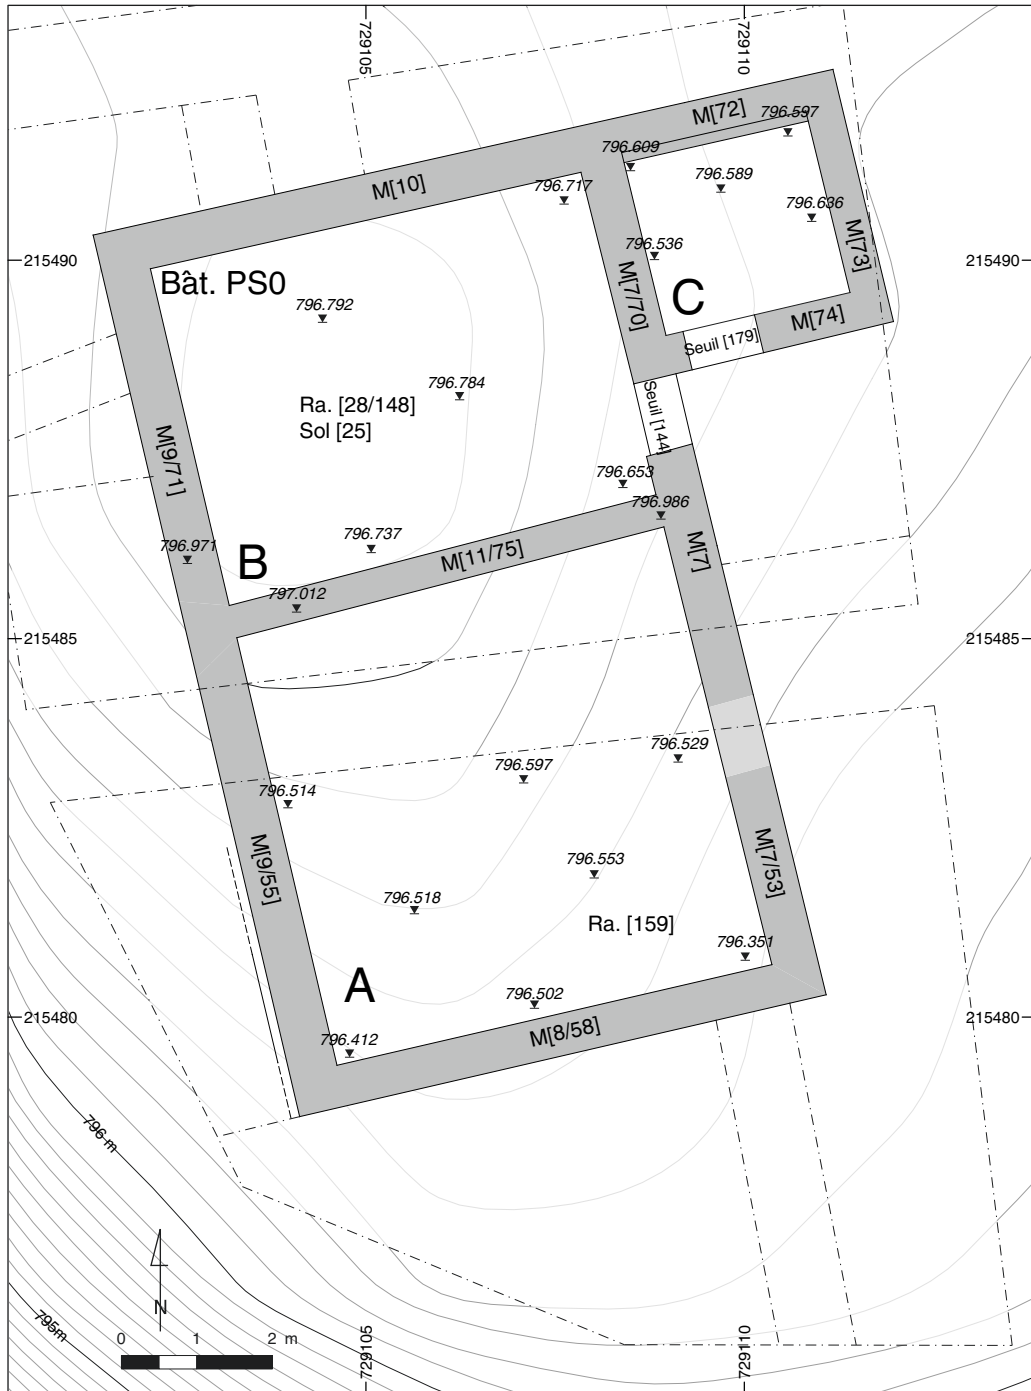 729105
729110
M[72]
796.597
796.609
796.589
M[10]
796.717
796.636
796.536
M[73]
215490
215490
Bât. PS0
M[7/70]
C
796.792
M[74]
Seuil [179]
796.784
Ra. [28/148]
Sol [25]
Seuil [144]
M[9/71]
796.653
796.986
796.737
M[11/75]
M[7]
796.971
B
797.012
215485
215485
796.529
796.597
796.514
M[9/55]
796.553
M[7/53]
796.518
Ra. [159]
796.351
A
796.502
215480
215480
M[8/58]
796.412
796 m
N
795m
0 1 2 m
729105
729110